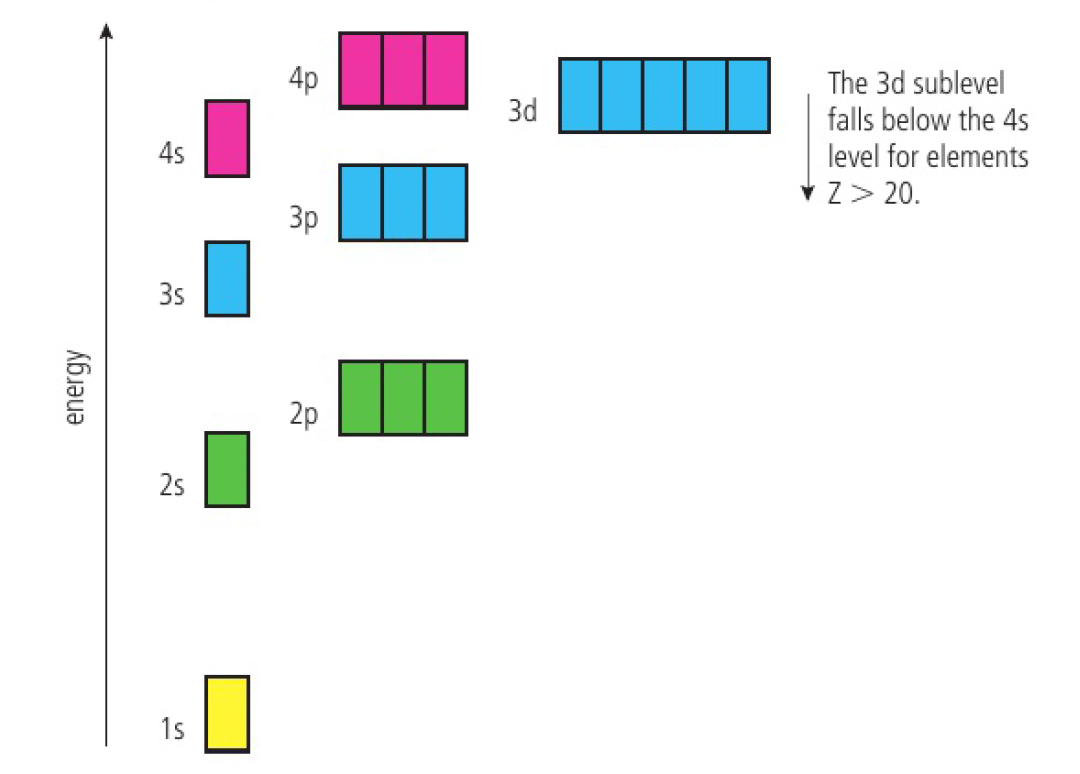 4p
3d
The 3d sublevel
falls below the 4s
level for elements
Z > 20.
4s
3p
3s
energy
2p
2s
1s